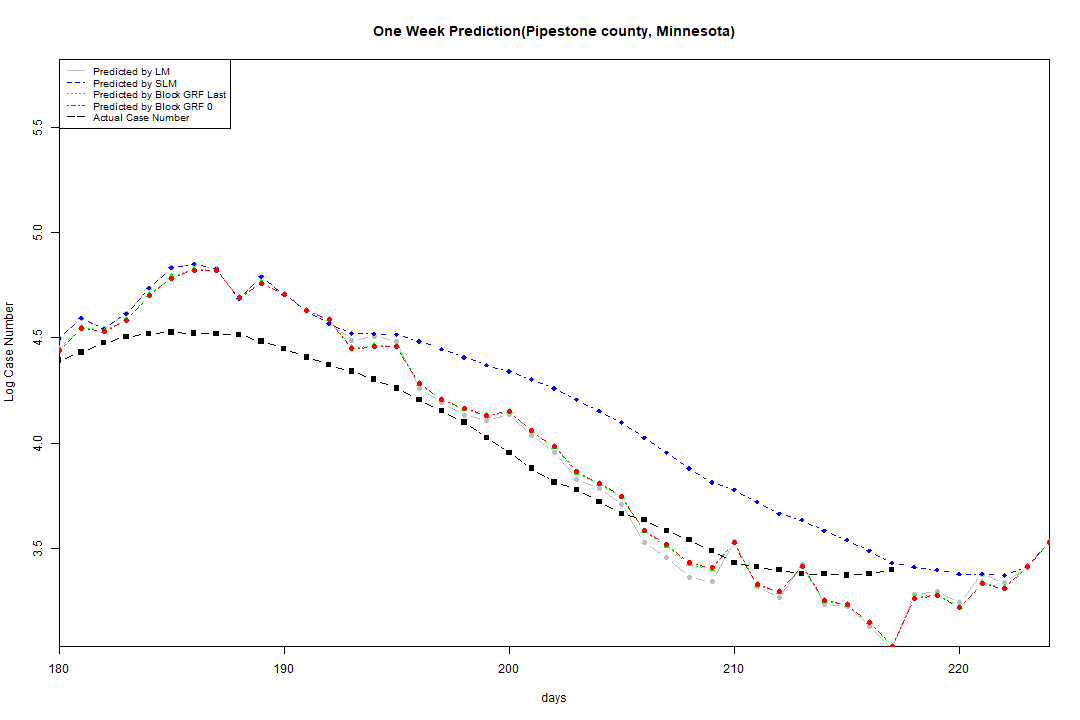 One Week Prediction(Pipestone county, Minnesota)
Predicted by LM
Predicted by SLM
Predicted by Block GRF Last
Predicted by Block GRF 0
Actual Case Number
5.5
5.0
4.5
4.0
3.5
Log Case Number
180 190 200 210 220
days